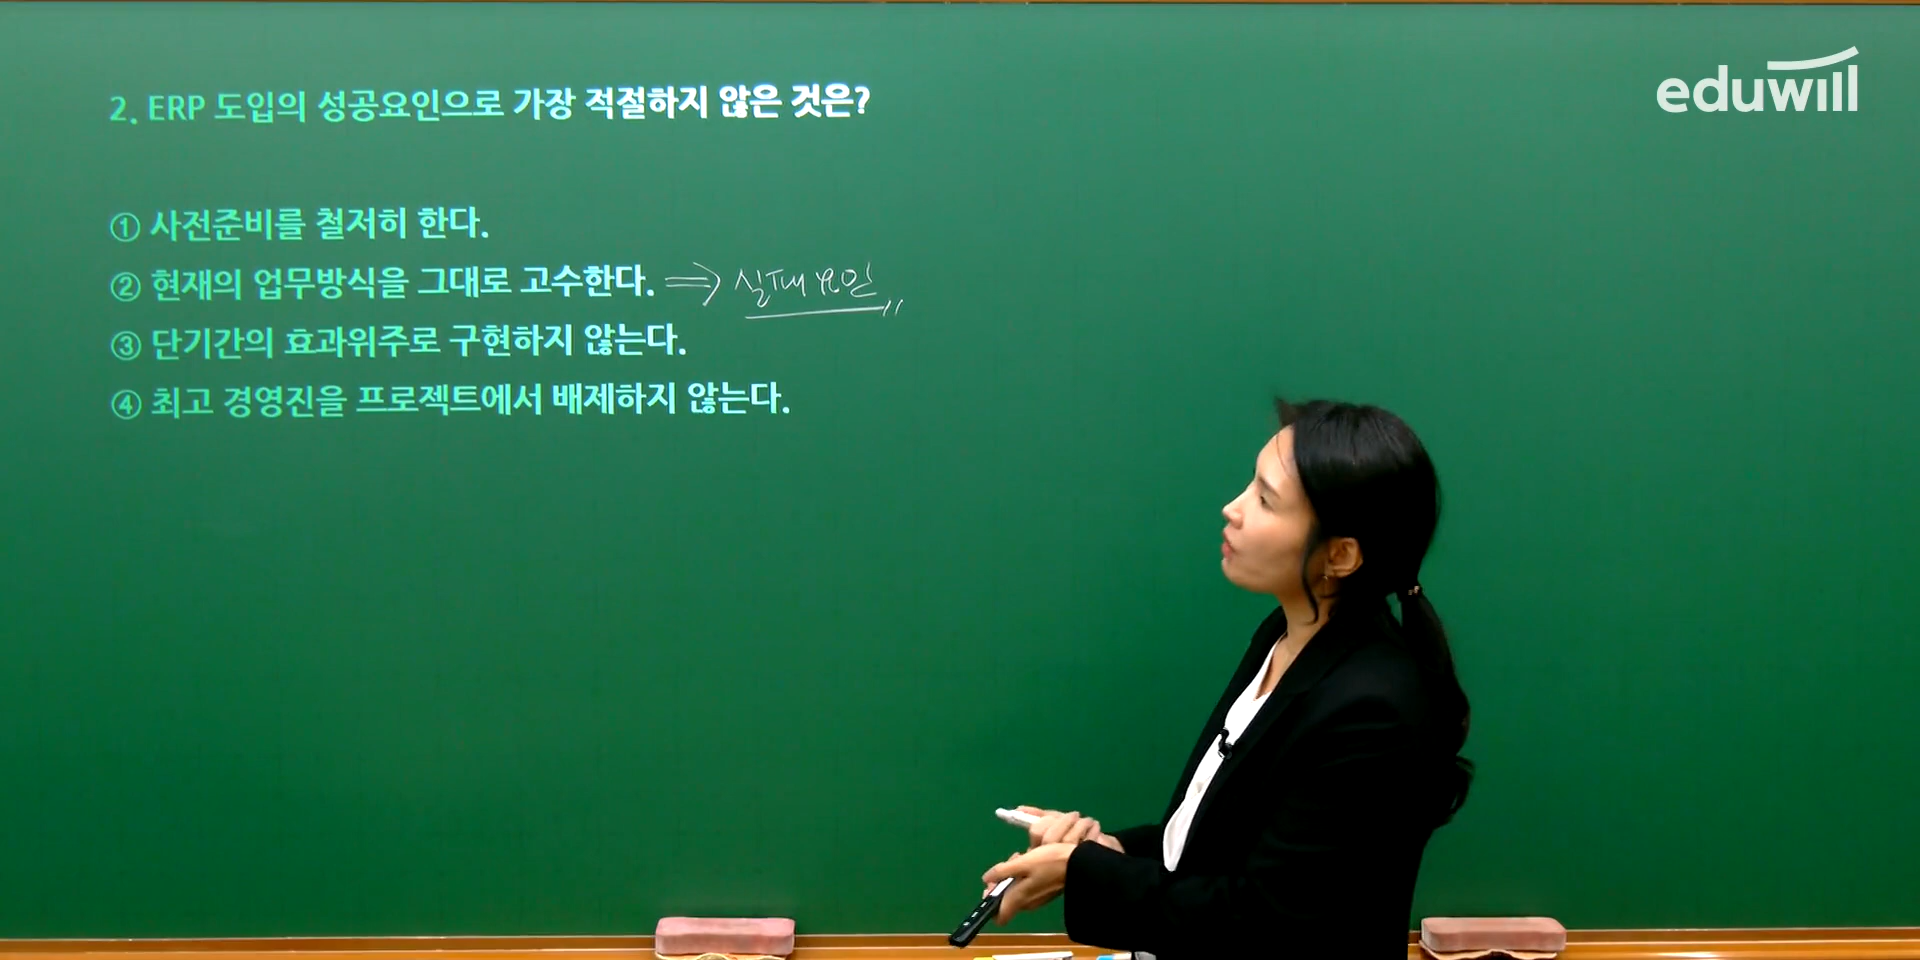 eduwill
2. ERP 도입의 성공요인으로 가장 적절하지 않은 것은?
① 사전준비를 철저히 한다.
② 현재의 업무방식을 그대로 고수한다. ⇒ 실패요인
③ 단기간의 효과위주로 구현하지 않는다.
④ 최고 경영진을 프로젝트에서 배제하지 않는다.